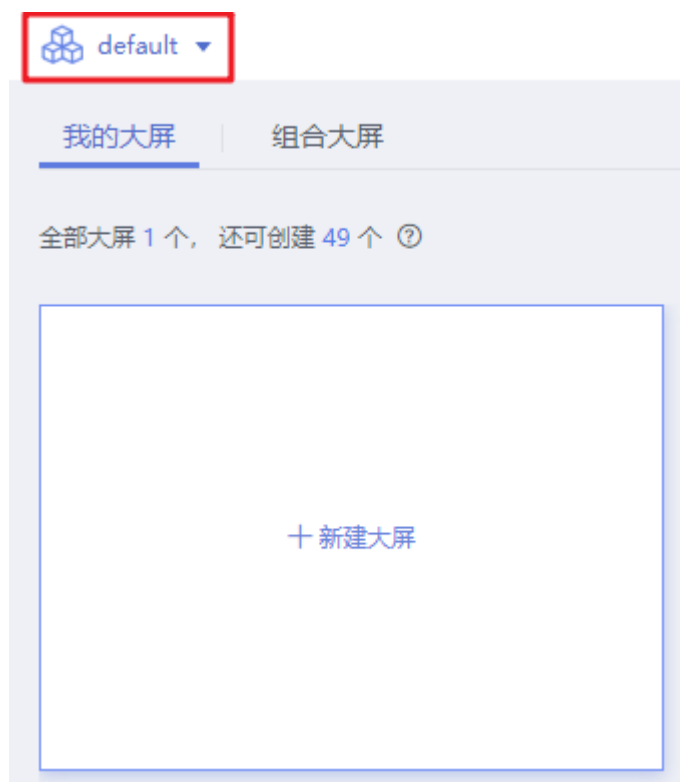 default
我的大屏 组合大屏
全部大屏 1 个, 还可创建 49 个 ?
+ 新建大屏